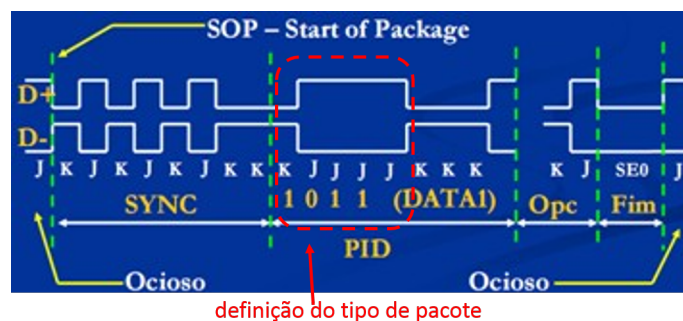 SOP – Start of Package
D+
D-
J K J K J K J K K K J J J J K K K K J SE0 J
SYNC
1 0 1 1 (DATA1)
Opc
Fim
PID
Ocioso
Ocioso
definição do tipo de pacote